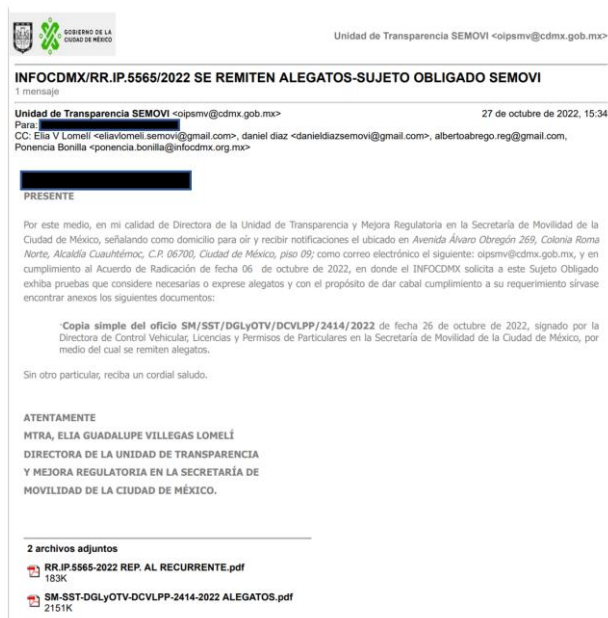 GOBIERNO DE LA
CIUDAD DE MÉXICO
Unidad de Transparencia SEMOVI <oipsmv@cdmx.gob.mx>
INFOCDMX/RR.IP.5565/2022 SE REMITEN ALEGATOS-SUJETO OBLIGADO SEMOVI
1 mensaje
Unidad de Transparencia SEMOVI <oipsmv@cdmx.gob.mx> 27 de octubre de 2022, 15:34
Para:
CC: Elia V Lomelí <eliavlomeli.semovi@gmail.com>, daniel diaz <danieldiazsemovi@gmail.com>, albertoabrego.reg@gmail.com,
Ponencia Bonilla <ponencia.bonilla@infocdmx.org.mx>
PRESENTE
Por este medio, en mi calidad de Directora de la Unidad de Transparencia y Mejora Regulatoria en la Secretaría de Movilidad de la
Ciudad de México, señalando como domicilio para oír y recibir notificaciones el ubicado en Avenida Álvaro Obregón 269, Colonia Roma
Norte, Alcaldía Cuauhtémoc, C.P. 06700, Ciudad de México, piso 09; como correo electrónico el siguiente: oipsmv@cdmx.gob.mx, y en
cumplimiento al Acuerdo de Radicación de fecha 06 de octubre de 2022, en donde el INFOCDMX solicita a este Sujeto Obligado
exhiba pruebas que considere necesarias o exprese alegatos y con el propósito de dar cabal cumplimiento a su requerimiento sírvase
encontrar anexos los siguientes documentos:
·Copia simple del oficio SM/SST/DGLyOTV/DCVLPP/2414/2022 de fecha 26 de octubre de 2022, signado por la
Directora de Control Vehicular, Licencias y Permisos de Particulares en la Secretaría de Movilidad de la Ciudad de México, por
medio del cual se remiten alegatos.
Sin otro particular, reciba un cordial saludo.
ATENTAMENTE
MTRA, ELIA GUADALUPE VILLEGAS LOMELÍ
DIRECTORA DE LA UNIDAD DE TRANSPARENCIA
Y MEJORA REGULATORIA EN LA SECRETARÍA DE
MOVILIDAD DE LA CIUDAD DE MÉXICO.
2 archivos adjuntos
RR.IP.5565-2022 REP. AL RECURRENTE.pdf
183K
SM-SST-DGLyOTV-DCVLPP-2414-2022 ALEGATOS.pdf
2151K